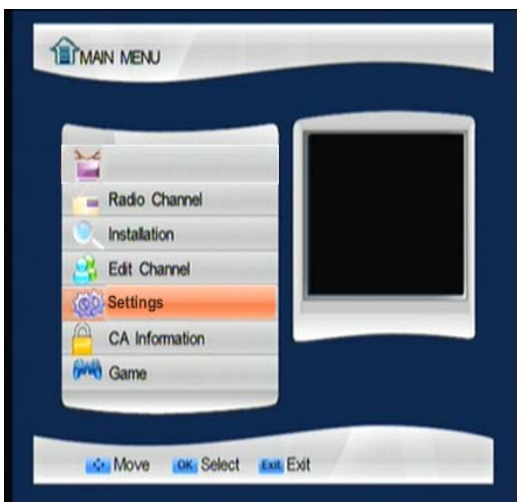 MAIN MENU
Radio Channel
Installation
Edit Channel
Settings
CA Information
Game
Move OK Select Exit Exit